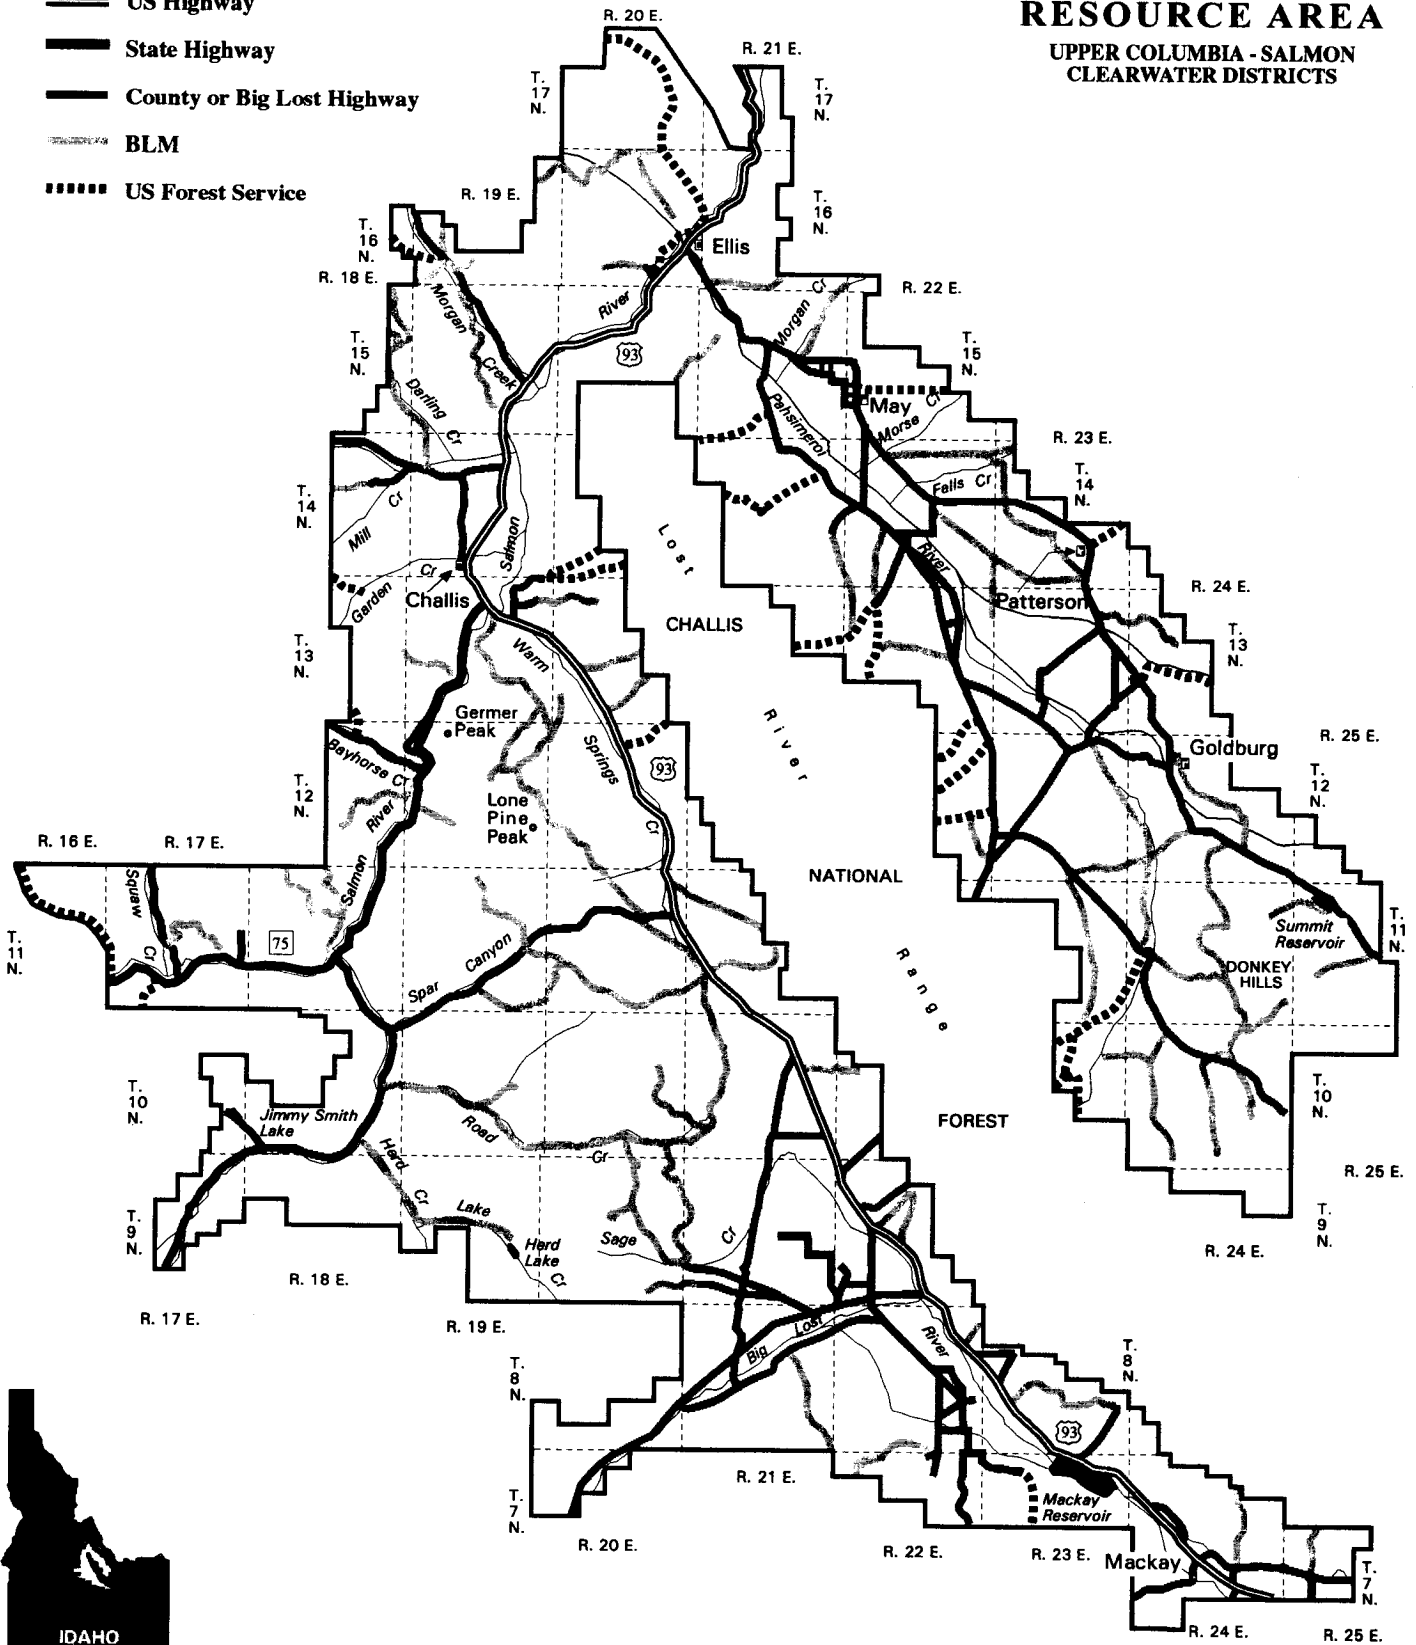 US Highway
State Highway
County or Big Lost Highway
BLM
US Forest Service
RESOURCE AREA
UPPER COLUMBIA - SALMON
CLEARWATER DISTRICTS
R. 20 E.
R. 21 E.
T.
17
N.
T.
17
N.
R. 19 E.
T.
16
N.
T.
16
N.
Ellis
R. 18 E.
R. 22 E.
Morgan
Creek
River
93
Morgan Cr
T.
15
N.
T.
15
N.
Darling
Cr
Pahsimeroi
May
Morse
Cr
R. 23 E.
T.
14
N.
Falls Cr
T.
14
N.
Mill
Cr
Salmon
Lost
River
Cr
Garden
Challis
CHALLIS
Patterson
R. 24 E.
T.
13
N.
T.
13
N.
Warm
Germer
Peak
River
Springs
93
Goldburg
R. 25 E.
Bayhorse Cr
T.
12
N.
T.
12
N.
River
Lone
Pine
Peak
Cr
R. 16 E.
R. 17 E.
Squaw
Cr
Salmon
NATIONAL
T.
11
N.
75
Canyon
Spar
Range
Summit
Reservoir
T.
11
N.
DONKEY
HILLS
T.
10
N.
Jimmy Smith
Lake
Road
Cr
FOREST
T.
10
N.
Herd
Cr
R. 25 E.
T.
9
N.
Lake
Sage
Cr
T.
9
N.
Herd
Lake
Cr
R. 24 E.
R. 18 E.
R. 17 E.
R. 19 E.
Lost
Big
River
T.
8
N.
T.
8
N.
93
R. 21 E.
T.
7
N.
Mackay
Reservoir
R. 20 E.
R. 22 E.
R. 23 E.
Mackay
T.
7
N.
R. 24 E.
R. 25 E.
IDAHO